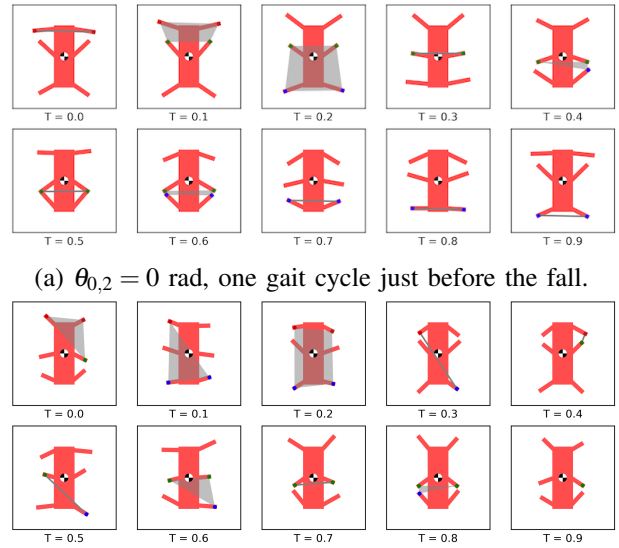 T = 0.0 T = 0.1 T = 0.2 T = 0.3 T = 0.4
T = 0.5 T = 0.6 T = 0.7 T = 0.8 T = 0.9
(a) θ0,2 = 0 rad, one gait cycle just before the fall.
T = 0.0 T = 0.1 T = 0.2 T = 0.3 T = 0.4
T = 0.5 T = 0.6 T = 0.7 T = 0.8 T = 0.9